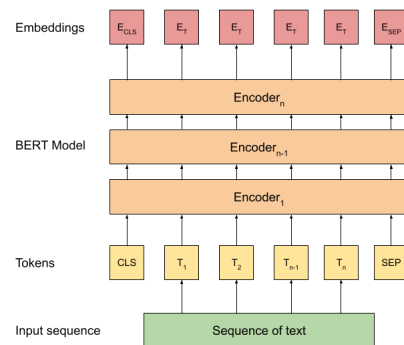 Embeddings E_CLS E_T E_T E_T E_T E_SEP
Encoder_n
BERT Model Encoder_n-1
Encoder_1
Tokens CLS T_1 T_2 T_n-1 T_n SEP
Input sequence Sequence of text